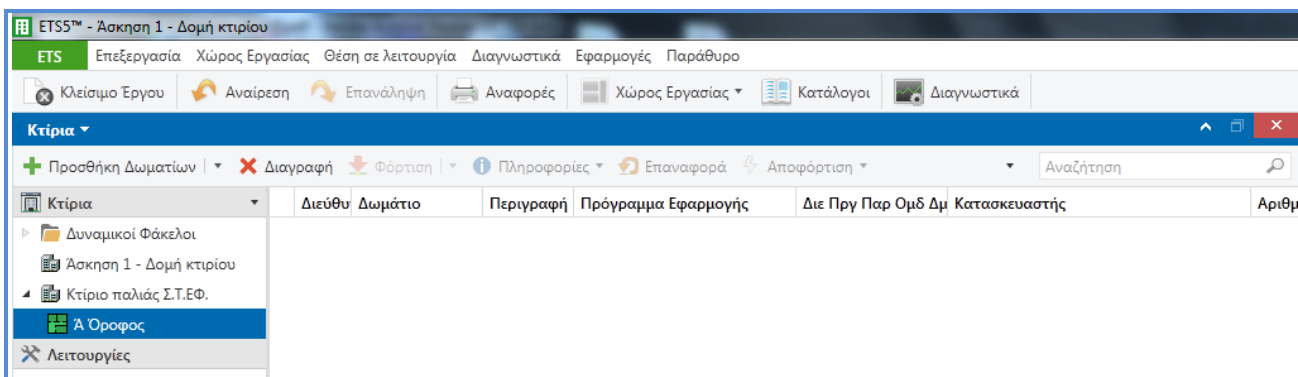 ETS5™ - Άσκηση 1 - Δομή κτιρίου
ETS Επεξεργασία Χώρος Εργασίας Θέση σε λειτουργία Διαγνωστικά Εφαρμογές Παράθυρο
Κλείσιμο Έργου Αναίρεση Επανάληψη Αναφορές Χώρος Εργασίας Κατάλογοι Διαγνωστικά
Κτίρια
Προσθήκη Δωματίων Διαγραφή Φόρτιση Πληροφορίες Επαναφορά Αποφόρτιση Αναζήτηση
Κτίρια Διεύθυ Δωμάτιο Περιγραφή Πρόγραμμα Εφαρμογής Διε Πργ Παρ Ομδ Δμ Κατασκευαστής Αριθμ
Δυναμικοί Φάκελοι
Άσκηση 1 - Δομή κτιρίου
Κτίριο παλιάς Σ.Τ.ΕΦ.
Ά Όροφος
Λειτουργίες